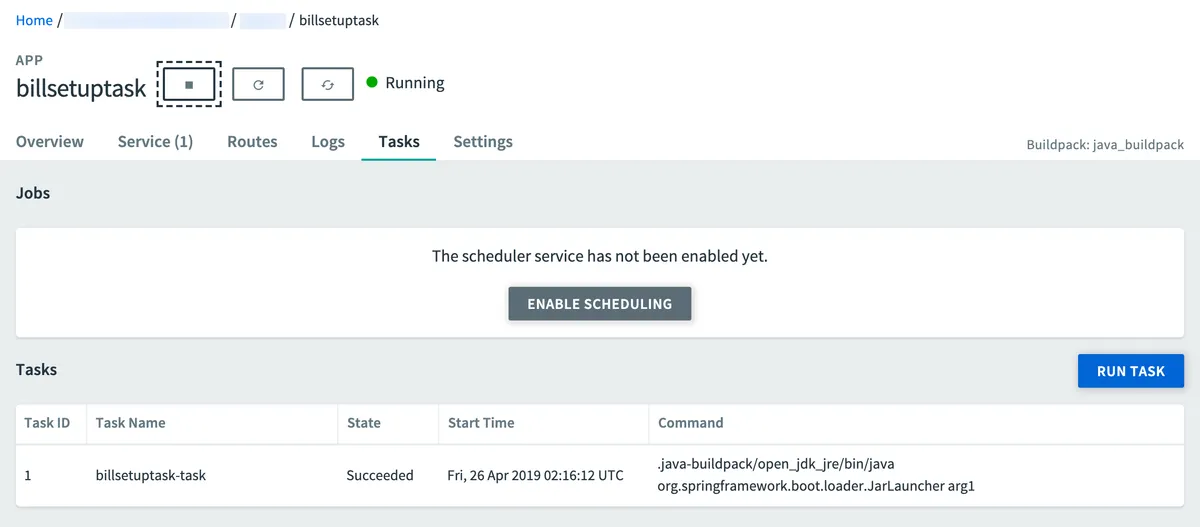 Home / / / billsetuptask
APP
billsetuptask Running
Overview Service (1) Routes Logs Tasks Settings Buildpack: java_buildpack
Jobs
The scheduler service has not been enabled yet.
ENABLE SCHEDULING
Tasks RUN TASK
Task ID Task Name State Start Time Command
1 billsetuptask-task Succeeded Fri, 26 Apr 2019 02:16:12 UTC .java-buildpack/open_jdk_jre/bin/java
org.springframework.boot.loader.JarLauncher arg1